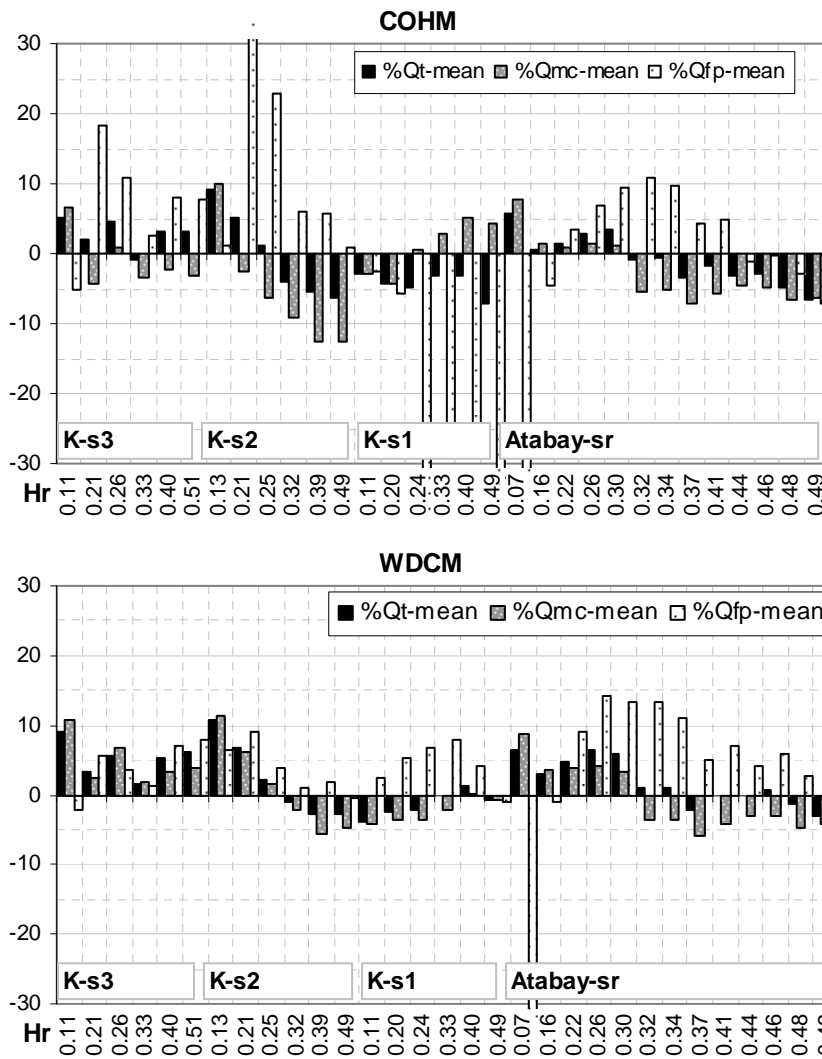 COHM
30
%Qt-mean %Qmc-mean %Qfp-mean
20
10
0
-10
-20
K-s3 K-s2 K-s1 Atabay-sr
-30
Hr 0.11 0.21 0.26 0.33 0.40 0.51 0.13 0.21 0.25 0.32 0.39 0.49 0.11 0.20 0.24 0.33 0.40 0.49 0.07 0.16 0.22 0.26 0.30 0.32 0.34 0.37 0.41 0.44 0.46 0.48 0.49
WDCM
30
%Qt-mean %Qmc-mean %Qfp-mean
20
10
0
-10
-20
K-s3 K-s2 K-s1 Atabay-sr
-30
Hr 0.11 0.21 0.26 0.33 0.40 0.51 0.13 0.21 0.25 0.32 0.39 0.49 0.11 0.20 0.24 0.33 0.40 0.49 0.07 0.16 0.22 0.26 0.30 0.32 0.34 0.37 0.41 0.44 0.46 0.48